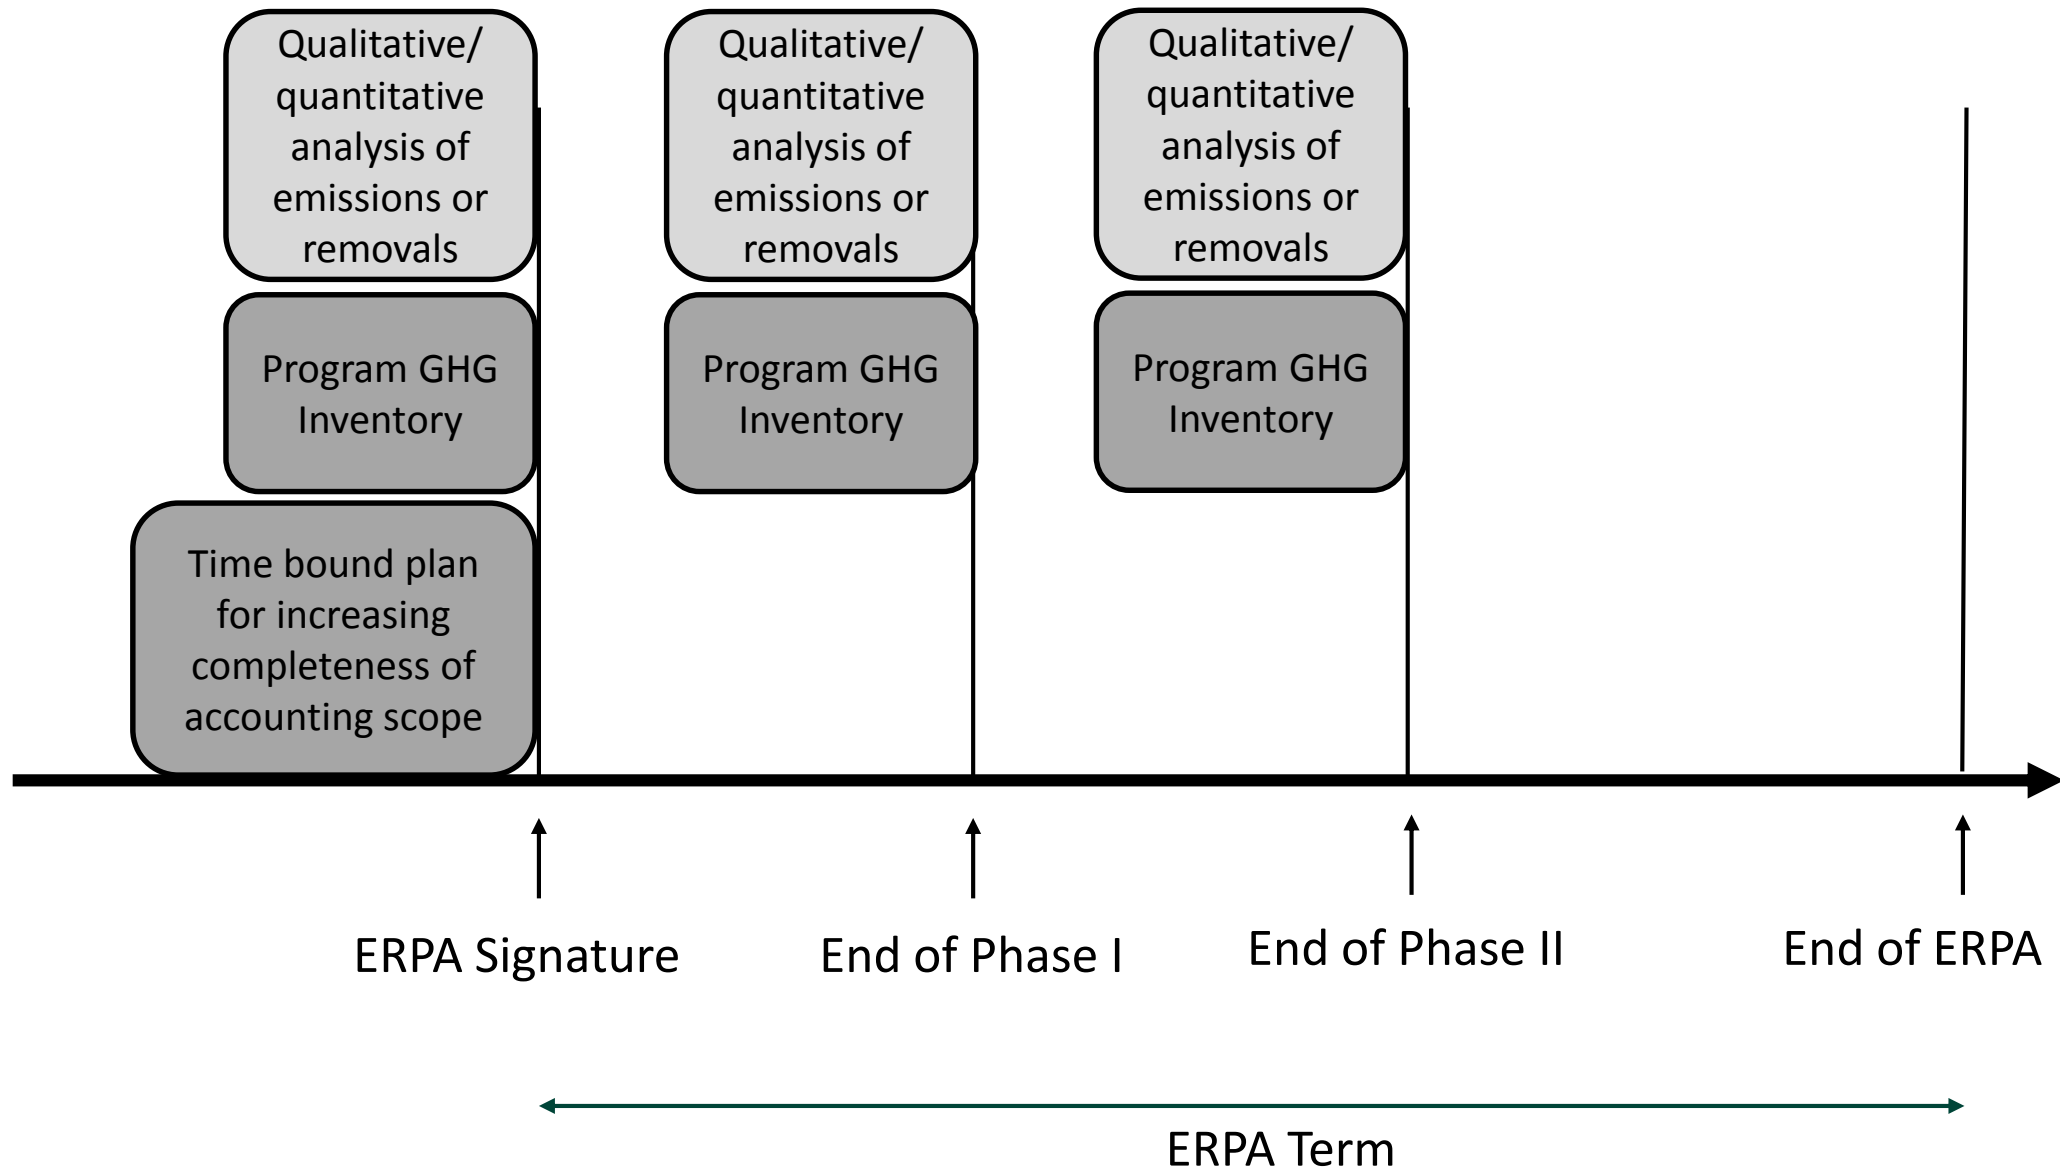 Qualitative/
quantitative
analysis of
emissions or
removals
Program GHG
Inventory
Time bound plan
for increasing
completeness of
accounting scope
Qualitative/
quantitative
analysis of
emissions or
removals
Program GHG
Inventory
Qualitative/
quantitative
analysis of
emissions or
removals
Program GHG
Inventory
ERPA Signature
End of Phase I
End of Phase II
End of ERPA
ERPA Term